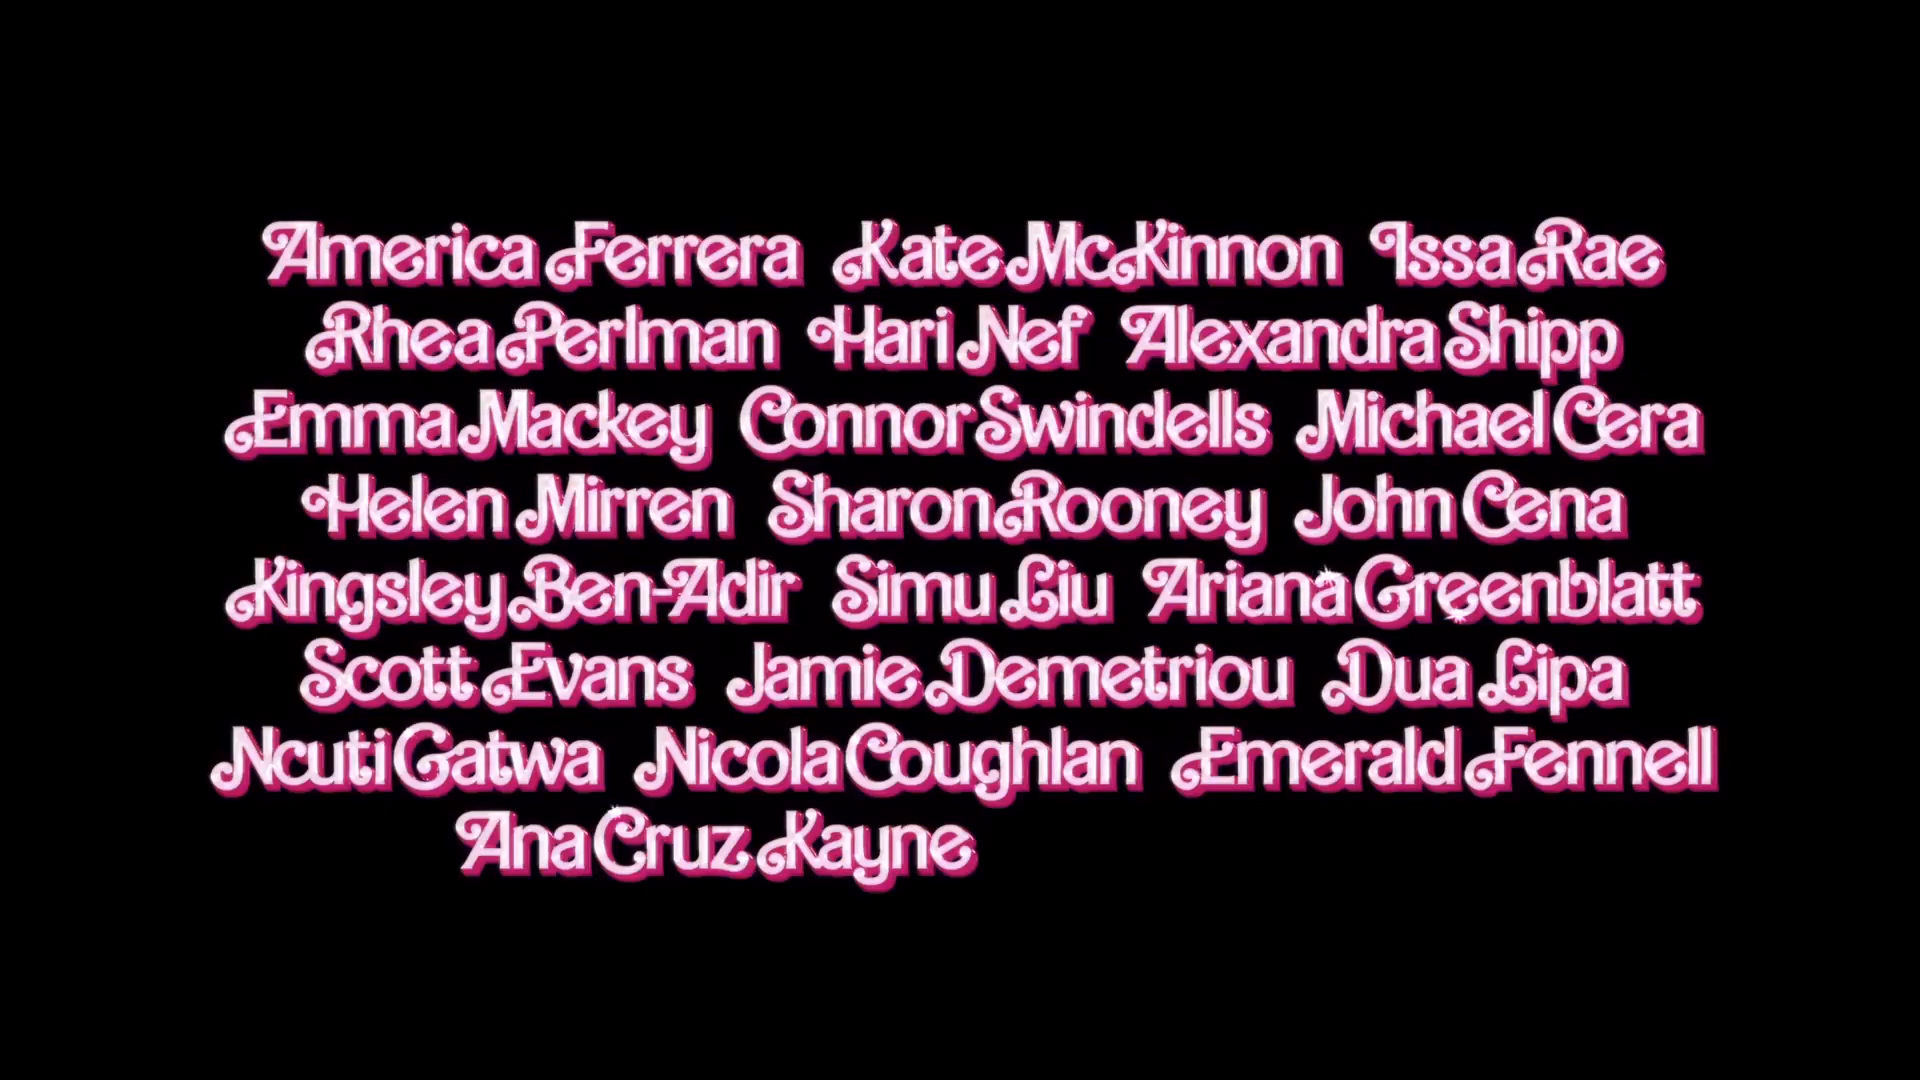 America Ferrera Kate McKinnon Issa Rae
Rhea Perlman Hari Nef Alexandra Shipp
Emma Mackey Connor Swindells Michael Cera
Helen Mirren Sharon Rooney John Cena
Kingsley Ben-Adir Simu Liu Ariana Greenblatt
Scott Evans Jamie Demetriou Dua Lipa
Ncuti Gatwa Nicola Coughlan Emerald Fennell
Ana Cruz Kayne